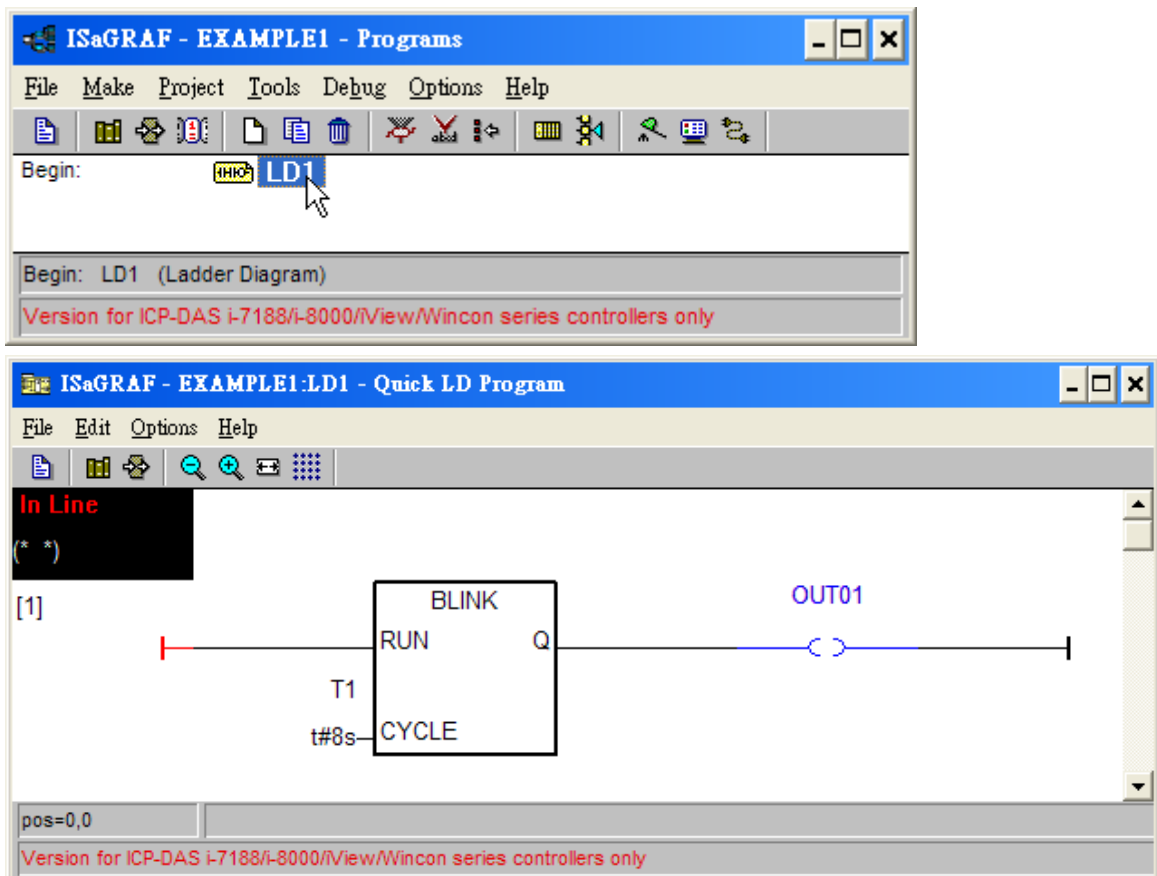 ISaGRAF - EXAMPLE1 - Programs
File Make Project Tools Debug Options Help
Begin: LD1
Begin: LD1 (Ladder Diagram)
Version for ICP-DAS i-7188/i-8000/iView/Wincon series controllers only
ISaGRAF - EXAMPLE1:LD1 - Quick LD Program
File Edit Options Help
In Line
(* *)
[1]
BLINK
OUT01
RUN Q
T1
t#8s CYCLE
pos=0,0
Version for ICP-DAS i-7188/i-8000/iView/Wincon series controllers only